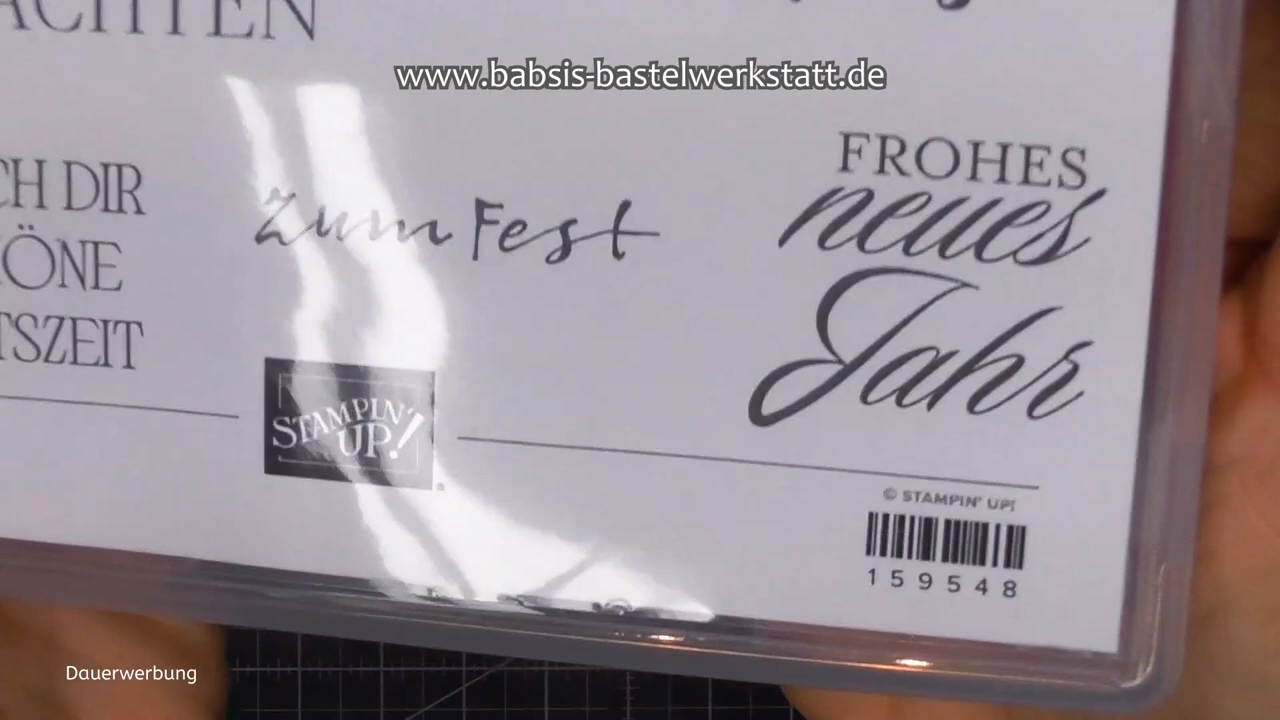 ACHTEN
www.babsis-bastelwerkstatt.de
CH DIR
ÖNE
TSZEIT
zum Fest
FROHES
neues
Jahr
STAMPIN'
UP!
© STAMPIN' UP!
159548
Dauerwerbung